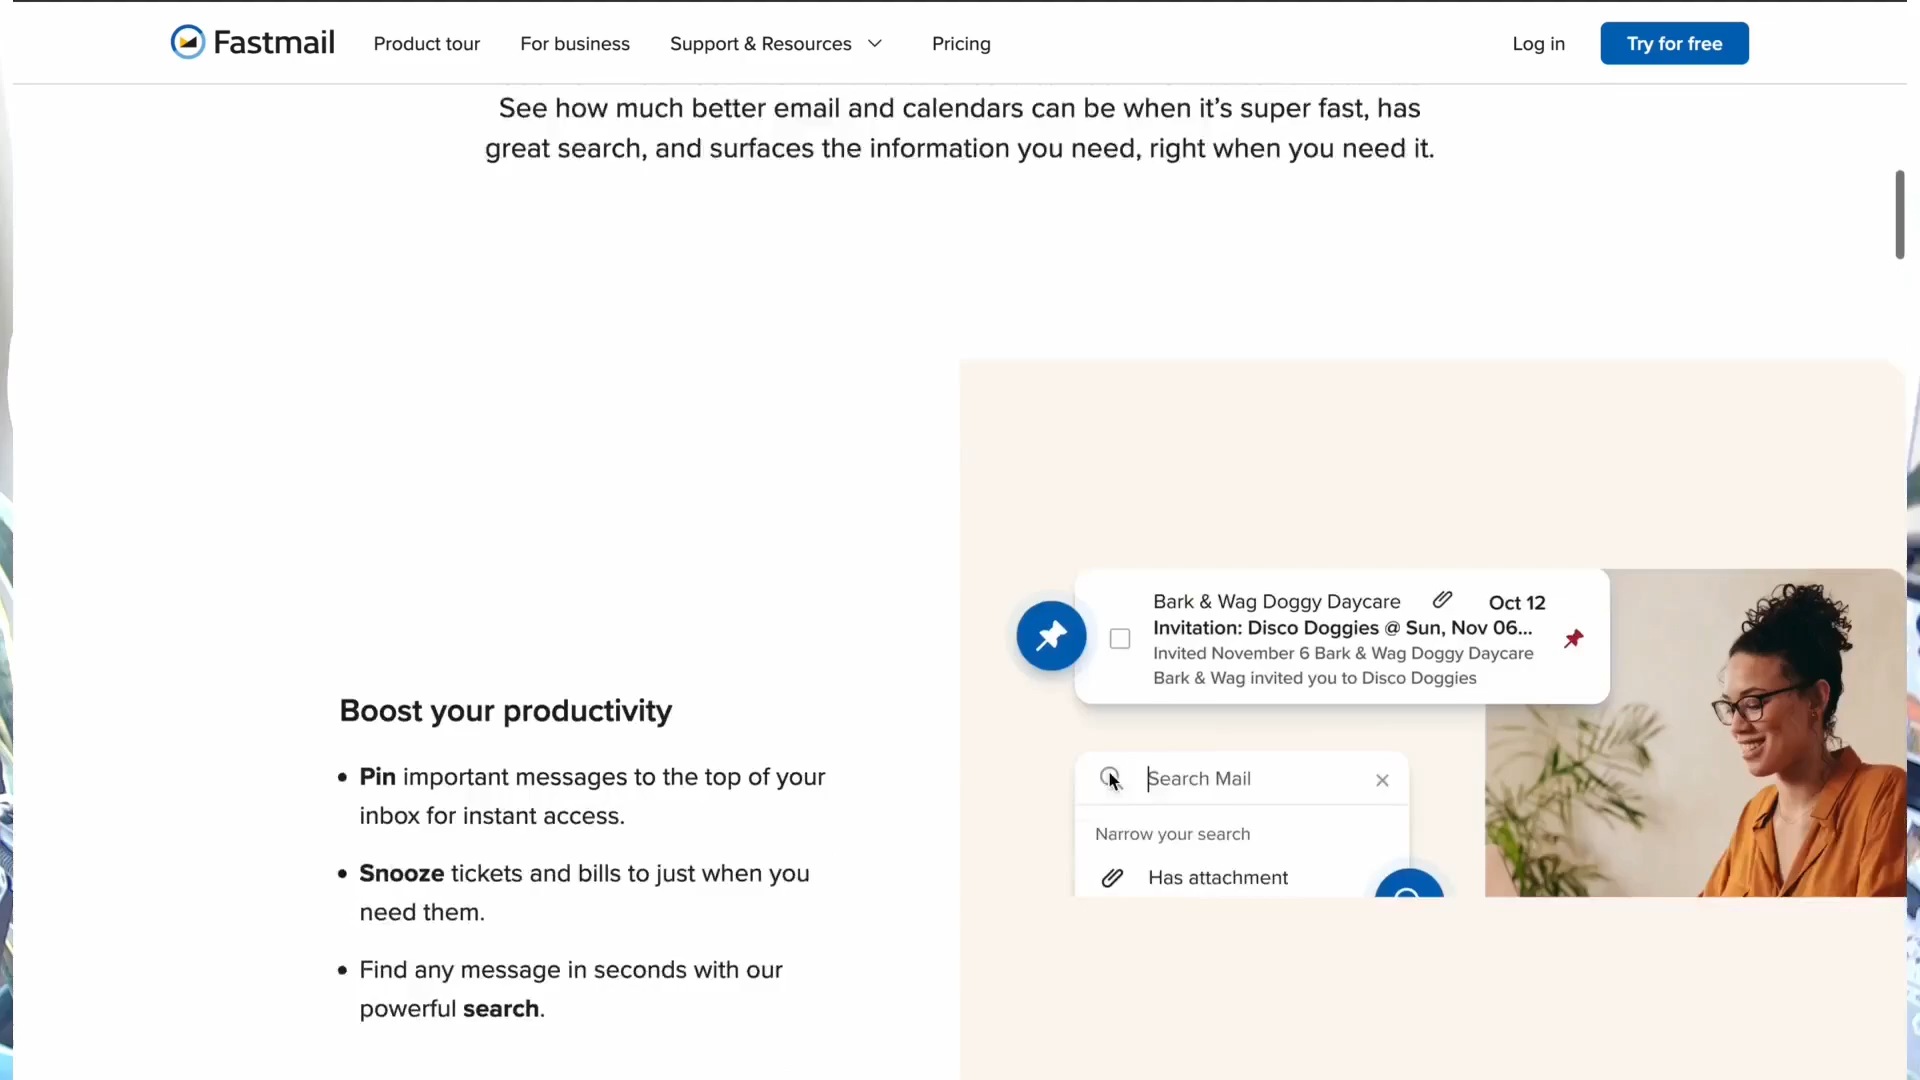 Fastmail
Product tour
For business
Support & Resources
Pricing
Log in
Try for free
See how much better email and calendars can be when it’s super fast, has
great search, and surfaces the information you need, right when you need it.
Bark & Wag Doggy Daycare
Oct 12
Invitation: Disco Doggies @ Sun, Nov 06...
Invited November 6 Bark & Wag Doggy Daycare
Bark & Wag invited you to Disco Doggies
Search Mail
Narrow your search
Has attachment
Boost your productivity
• Pin important messages to the top of your
inbox for instant access.
• Snooze tickets and bills to just when you
need them.
• Find any message in seconds with our
powerful search.